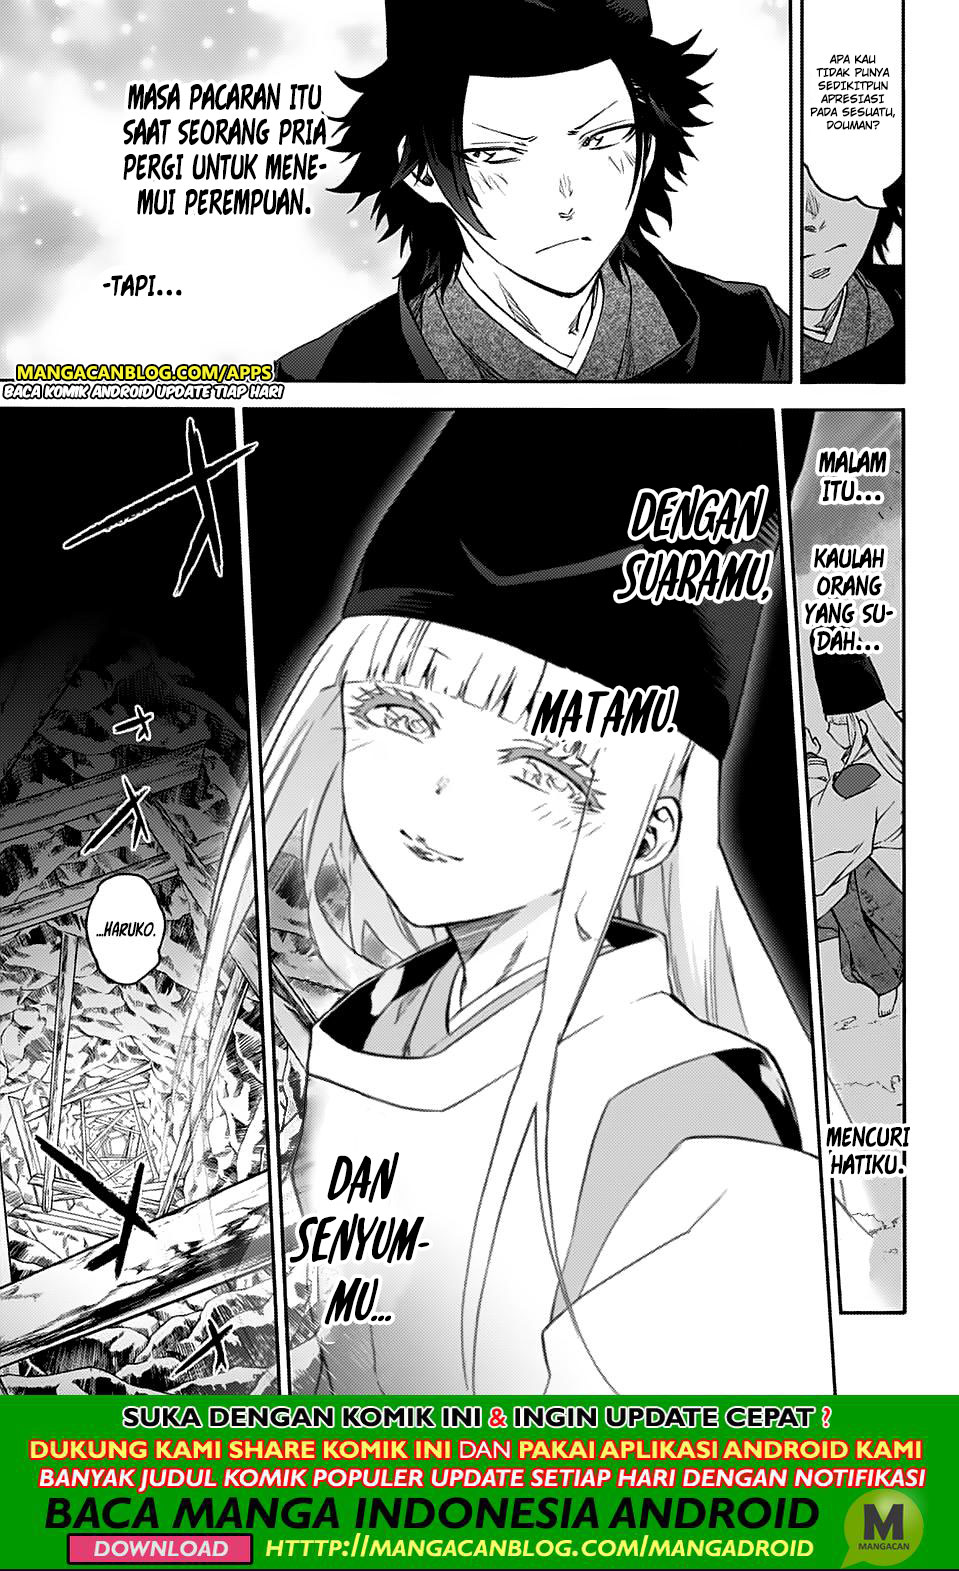 APA KAU
TIDAK PUNYA
SEDIKITPUN
APRESIASI
PADA SESUATU,
DOUMAN?
MASA PACARAN ITU
SAAT SEORANG PRIA
PERGI UNTUK MENE-
MUI PEREMPUAN.
-TAPI...
MANGACANBLOG.COM/APPS
BACA KOMIK ANDROID UPDATE TIAP HARI
MALAM
ITU...
KAULAH
ORANG
YANG SU-
DAH...
MENCURI
HATIKU.
DENGAN
SUARAMU,
MATAMU.
DAN
SENYUM-
MU...
...HARUKO.
SUKA DENGAN KOMIK INI & INGIN UPDATE CEPAT ?
DUKUNG KAMI SHARE KOMIK INI DAN PAKAI APLIKASI ANDROID KAMI
BANYAK JUDUL KOMIK POPULER UPDATE SETIAP HARI DENGAN NOTIFIKASI
BACA MANGA INDONESIA ANDROID
DOWNLOAD HTTTP://MANGACANBLOG.COM/MANGADROID
M
MANGACAN